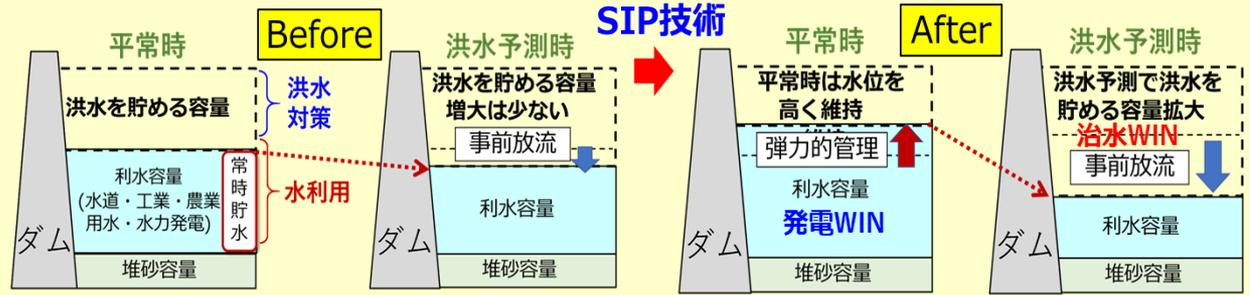 SIP技術
Before
平常時
洪水を貯める容量
洪水
対策
利水容量
(水道・工業・農業
用水・水力発電)
常時貯水
水利用
ダム
堆砂容量
洪水予測時
洪水を貯める容量
増大は少ない
事前放流
利水容量
ダム
堆砂容量
After
平常時
平常時は水位を
高く維持
弾力的管理
利水容量
発電WIN
ダム
堆砂容量
洪水予測時
洪水予測で洪水を
貯める容量拡大
治水WIN
事前放流
利水容量
ダム
堆砂容量